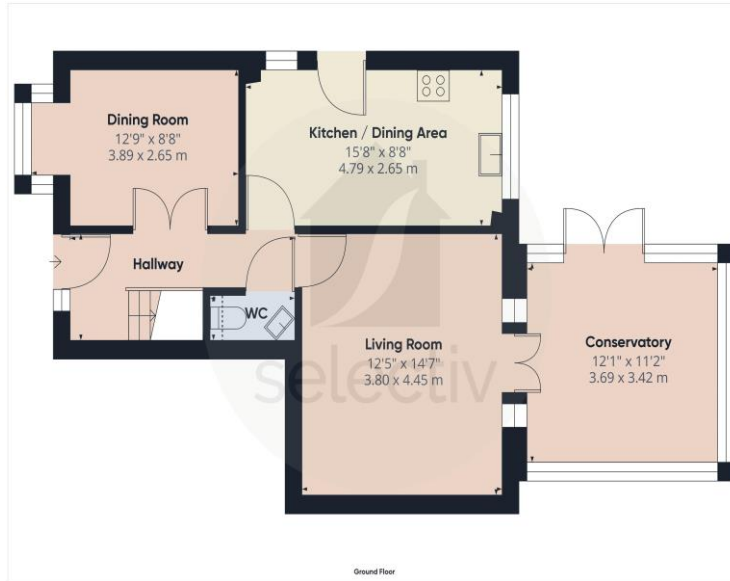 Dining Room
12'9" x 8'8"
3.89 x 2.65 m
Kitchen / Dining Area
15'8" x 8'8"
4.79 x 2.65 m
Hallway
WC
Living Room
12'5" x 14'7"
3.80 x 4.45 m
Conservatory
12'1" x 11'2"
3.69 x 3.42 m
selectiv
Ground Floor